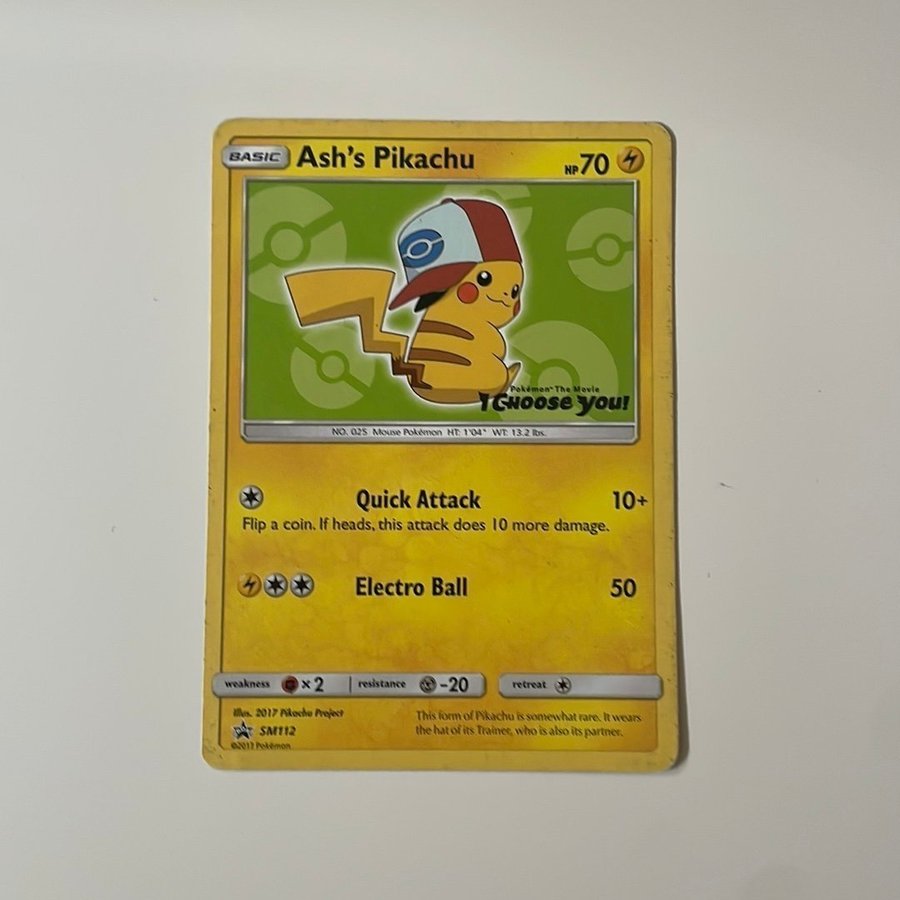 BASIC Ash's Pikachu HP 70
Pokémon™ The Movie
I Choose You!
NO. 025 Mouse Pokémon HT: 1'04" WT: 13.2 lbs.
Quick Attack 10+
Flip a coin. If heads, this attack does 10 more damage.
Electro Ball 50
weakness ×2 resistance -20 retreat
Illus. 2017 Pikachu Project
SM112
©2017 Pokémon
This form of Pikachu is somewhat rare. It wears
the hat of its Trainer, who is also its partner.